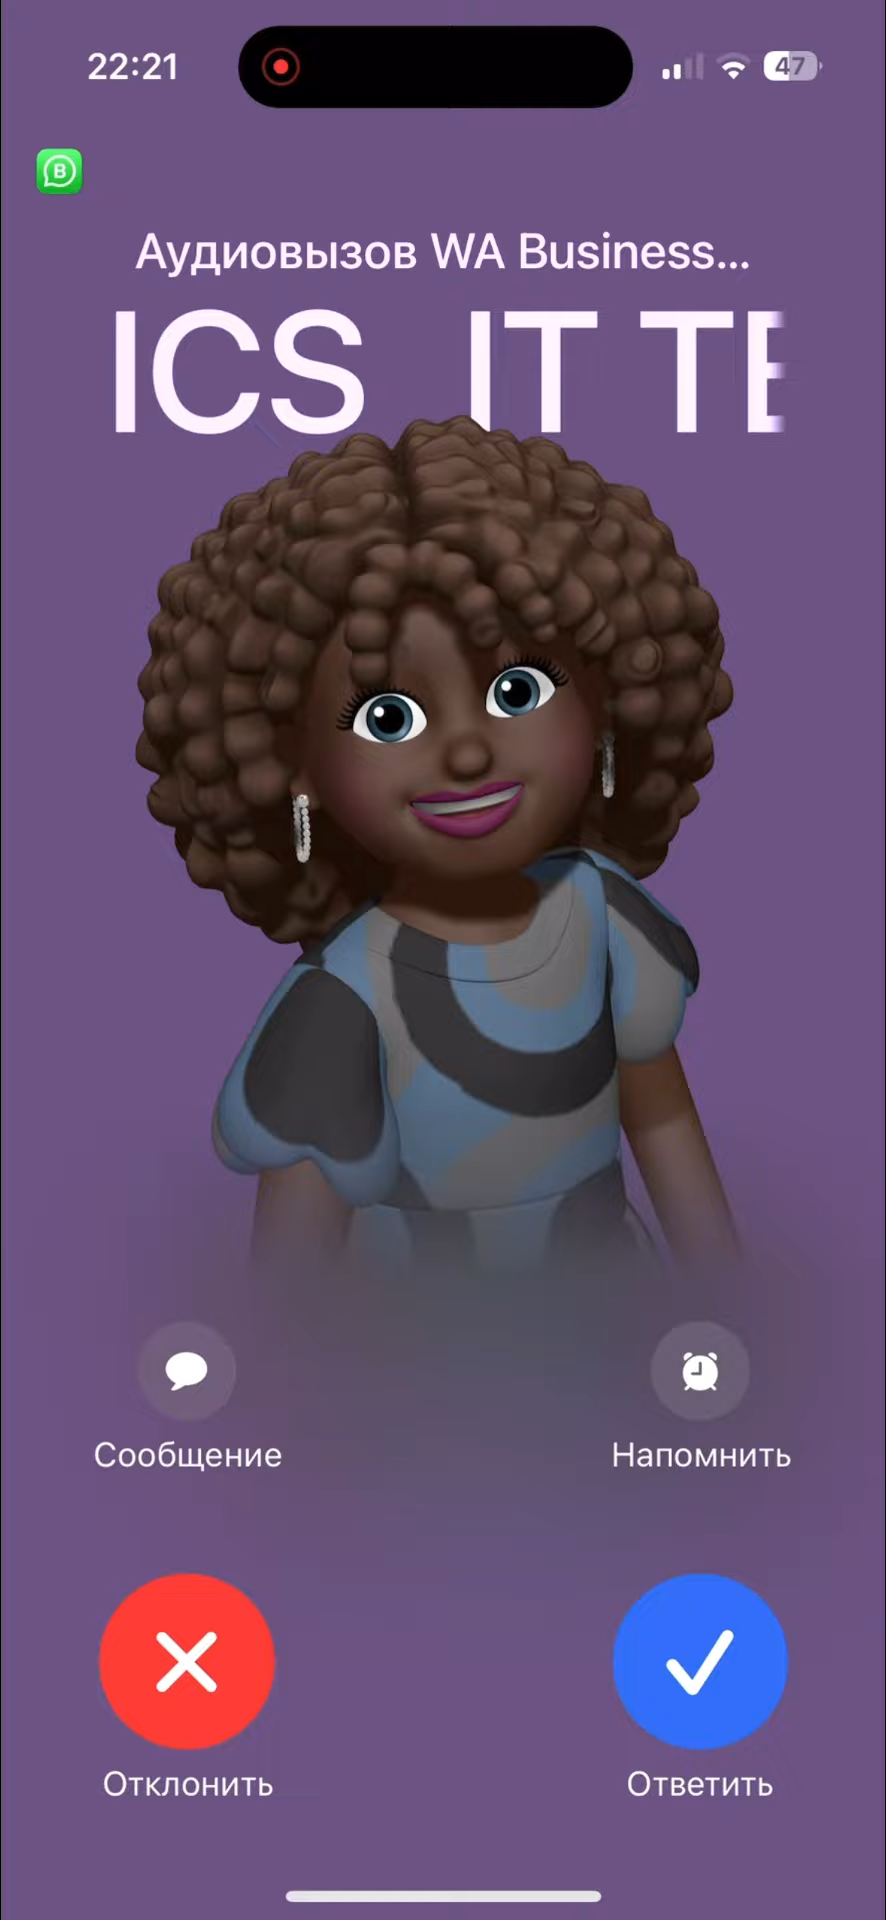 22:21
47
B
Аудиовызов WA Business...
ICS IT TE
Сообщение
Напомнить
Отклонить
Ответить